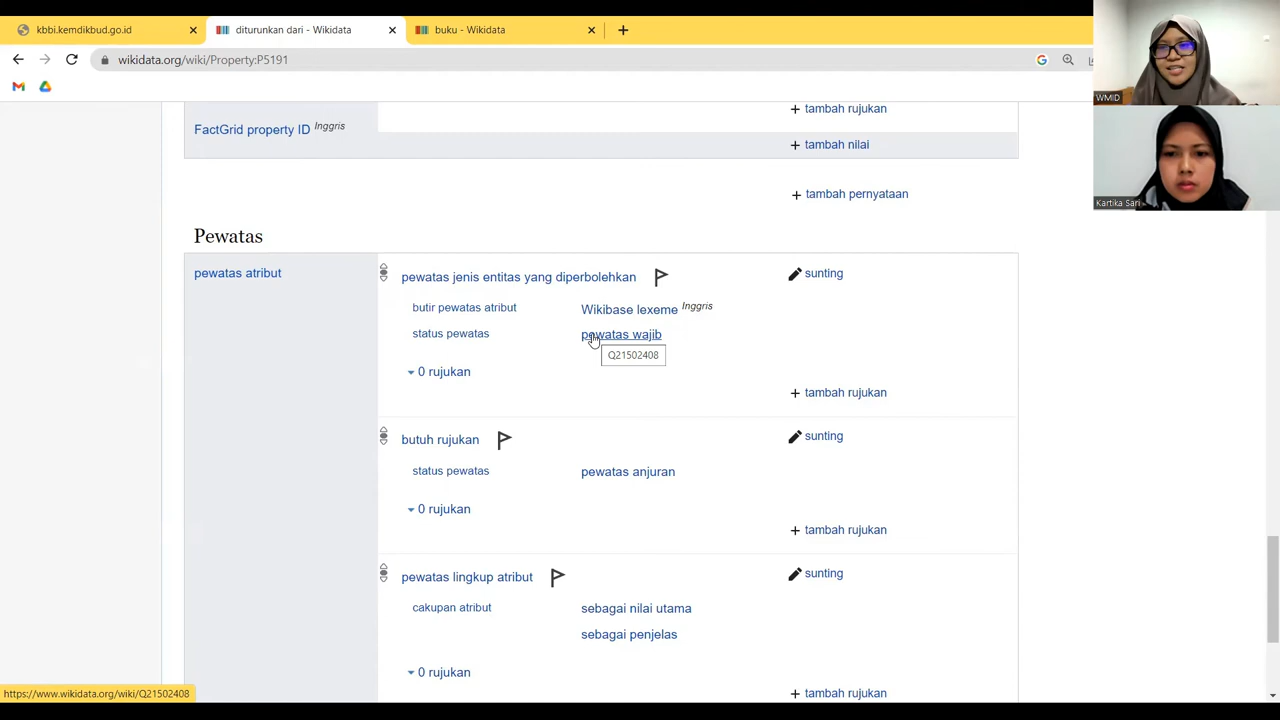 kbbi.kemdikbud.go.id
diturunkan dari - Wikidata
buku - Wikidata
wikidata.org/wiki/Property:P5191
WMID
Kartika Sari
tambah rujukan
FactGrid property ID Inggris
tambah nilai
tambah pernyataan
Pewatas
pewatas atribut
pewatas jenis entitas yang diperbolehkan
sunting
butir pewatas atribut Wikibase lexeme Inggris
status pewatas pewatas wajib
Q21502408
0 rujukan
tambah rujukan
butuh rujukan
sunting
status pewatas pewatas anjuran
0 rujukan
tambah rujukan
pewatas lingkup atribut
sunting
cakupan atribut sebagai nilai utama
sebagai penjelas
0 rujukan
tambah rujukan
https://www.wikidata.org/wiki/Q21502408